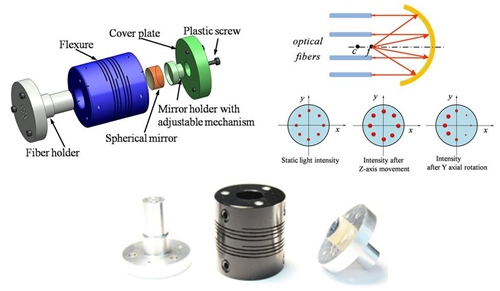 Cover plate
Plastic screw
Flexure
Mirror holder with
adjustable mechanism
Spherical mirror
Fiber holder
optical
fibers
c
f
y
x
Static light intensity
y
x
Intensity after
Z-axis movement
y
x
Intensity
after Y axial rotation